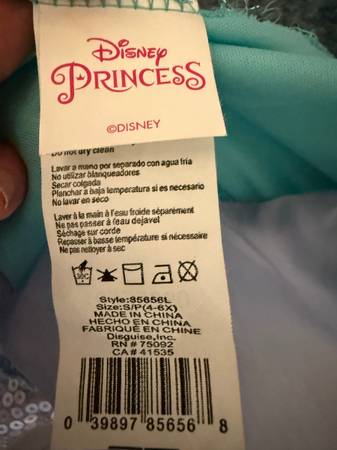 Disney
PRINCESS
©DISNEY
Do not dry clean
Lavar a mano por separado con agua fria
No utilizar blanqueadores
Secar colgada
Planchar a baja temperatura si es necesario
No lavar en seco
Laver à la main à l'eau froide séparément
Ne pas passer à l'eau dejavel
Séchage sur corde
Repasser à basse température si nécessaire
Ne pas nettoyer à sec
30C
Style:85656L
Size:S/P(4-6X)
MADE IN CHINA
HECHO EN CHINA
FABRIQUÉ EN CHINE
Disguise,Inc.
RN # 75092
CA# 41535
0 39897 85656 8